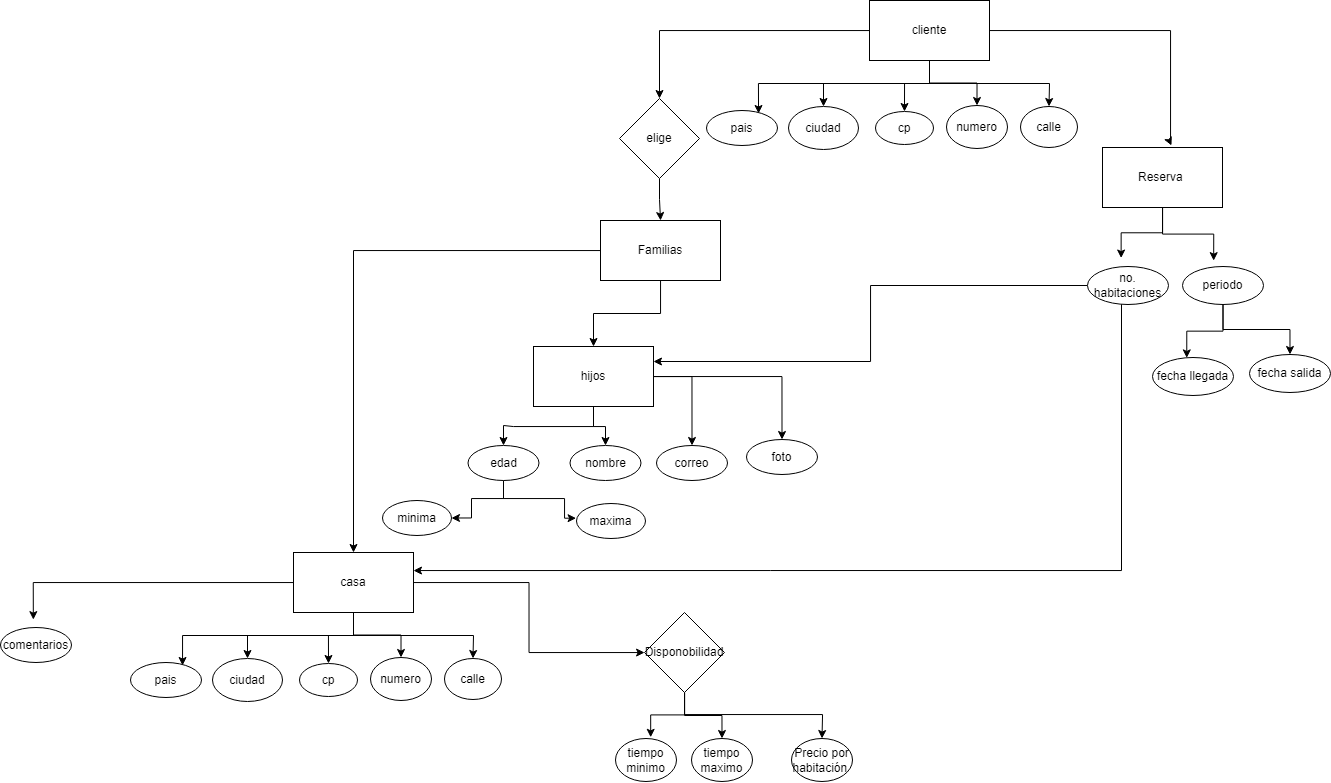 cliente
elige
pais
ciudad
cp
numero
calle
Reserva
Familias
no.
habitaciones
periodo
hijos
fecha llegada
fecha salida
edad
nombre
correo
foto
minima
maxima
casa
comentarios
Disponobilidad
pais
ciudad
cp
numero
calle
tiempo
minimo
tiempo
maximo
Precio por
habitación